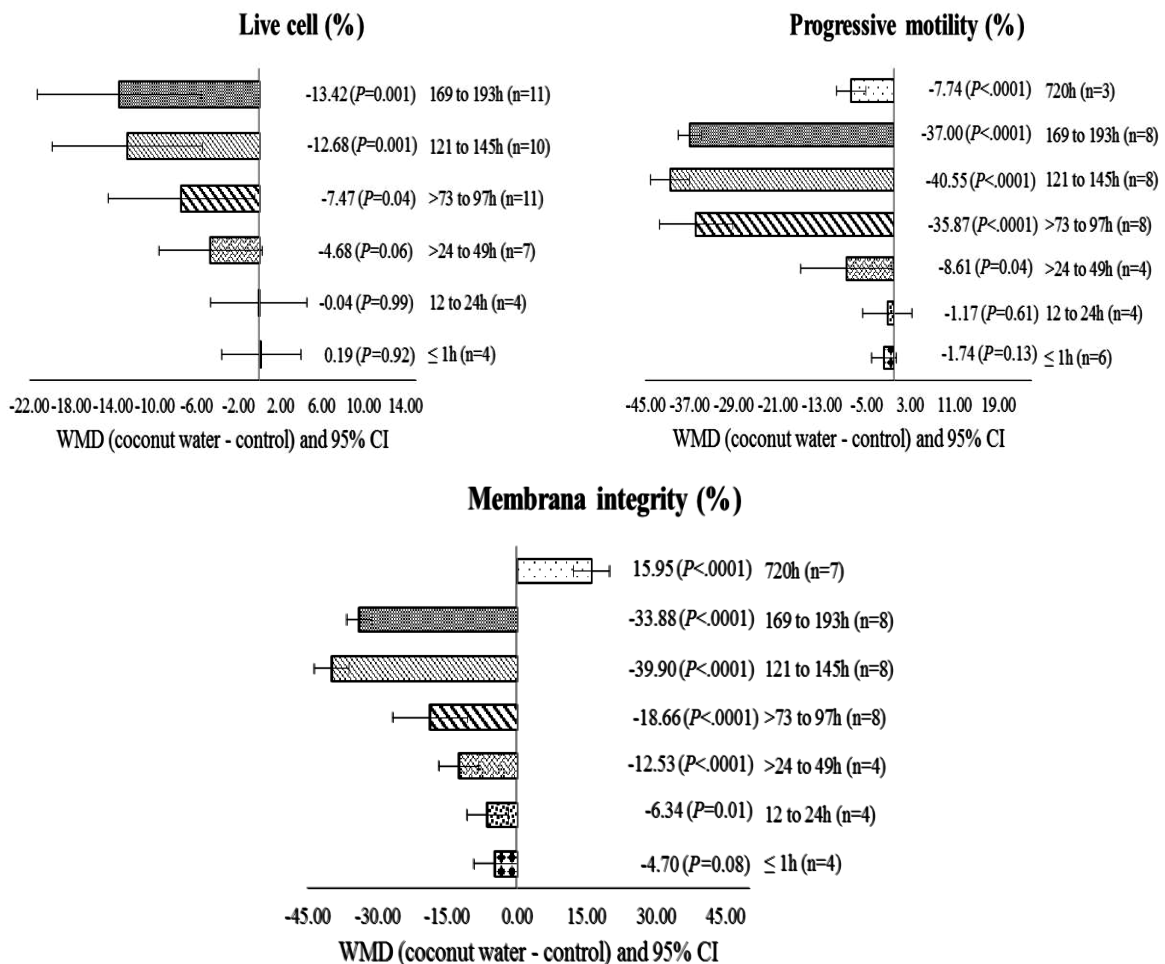 Live cell (%)
-13.42 (P=0.001) 169 to 193h (n=11)
-12.68 (P=0.001) 121 to 145h (n=10)
-7.47 (P=0.04) >73 to 97h (n=11)
-4.68 (P=0.06) >24 to 49h (n=7)
-0.04 (P=0.99) 12 to 24h (n=4)
0.19 (P=0.92) ≤ 1h (n=4)
-22.00 -18.00 -14.00 -10.00 -6.00 -2.00 2.00 6.00 10.00 14.00
WMD (coconut water - control) and 95% CI
Progressive motility (%)
-7.74 (P<.0001) 720h (n=3)
-37.00 (P<.0001) 169 to 193h (n=8)
-40.55 (P<.0001) 121 to 145h (n=8)
-35.87 (P<.0001) >73 to 97h (n=8)
-8.61 (P=0.04) >24 to 49h (n=4)
-1.17 (P=0.61) 12 to 24h (n=4)
-1.74 (P=0.13) ≤ 1h (n=6)
-45.00 -37.00 -29.00 -21.00 -13.00 -5.00 3.00 11.00 19.00
WMD (coconut water - control) and 95% CI
Membrana integrity (%)
15.95 (P<.0001) 720h (n=7)
-33.88 (P<.0001) 169 to 193h (n=8)
-39.90 (P<.0001) 121 to 145h (n=8)
-18.66 (P<.0001) >73 to 97h (n=8)
-12.53 (P<.0001) >24 to 49h (n=4)
-6.34 (P=0.01) 12 to 24h (n=4)
-4.70 (P=0.08) ≤ 1h (n=4)
-45.00 -30.00 -15.00 0.00 15.00 30.00 45.00
WMD (coconut water - control) and 95% CI